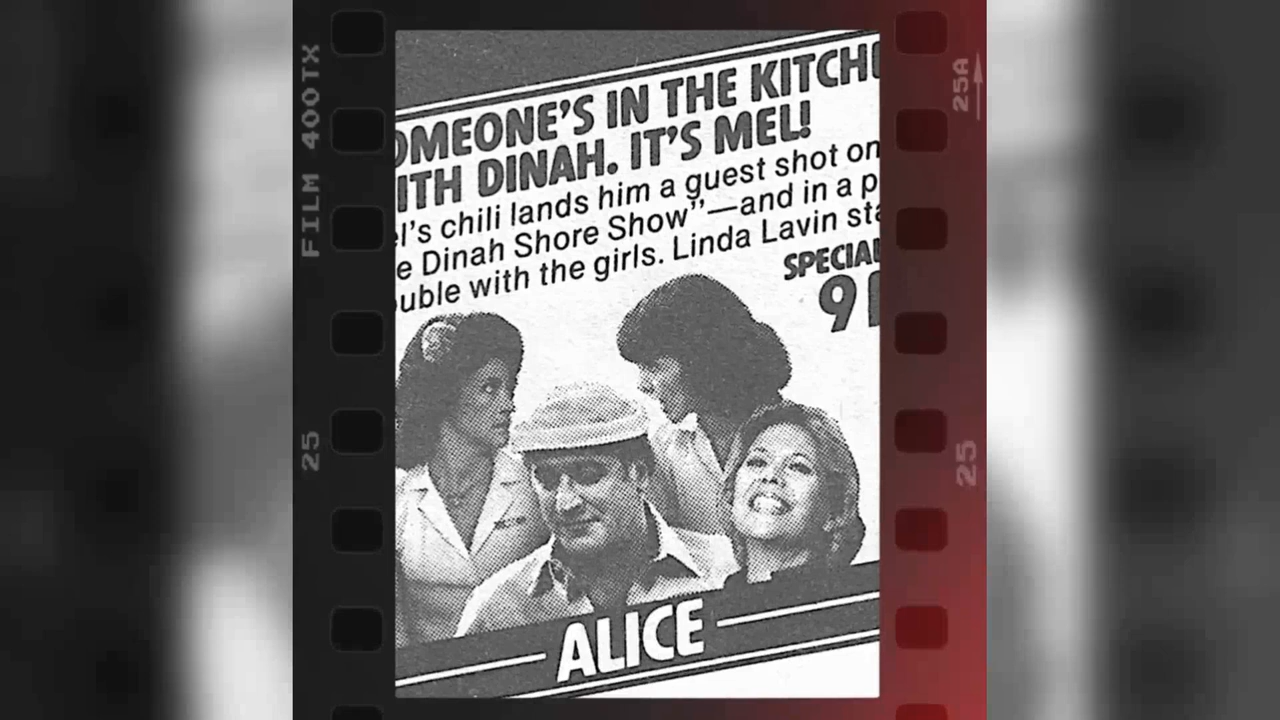 OMEONE'S IN THE KITCH
ITH DINAH. IT'S MEL!
l's chili lands him a guest shot on
e Dinah Shore Show"—and in a p
uble with the girls. Linda Lavin sta
SPECIAL
9
ALICE
FILM 400TX
25
25A
25